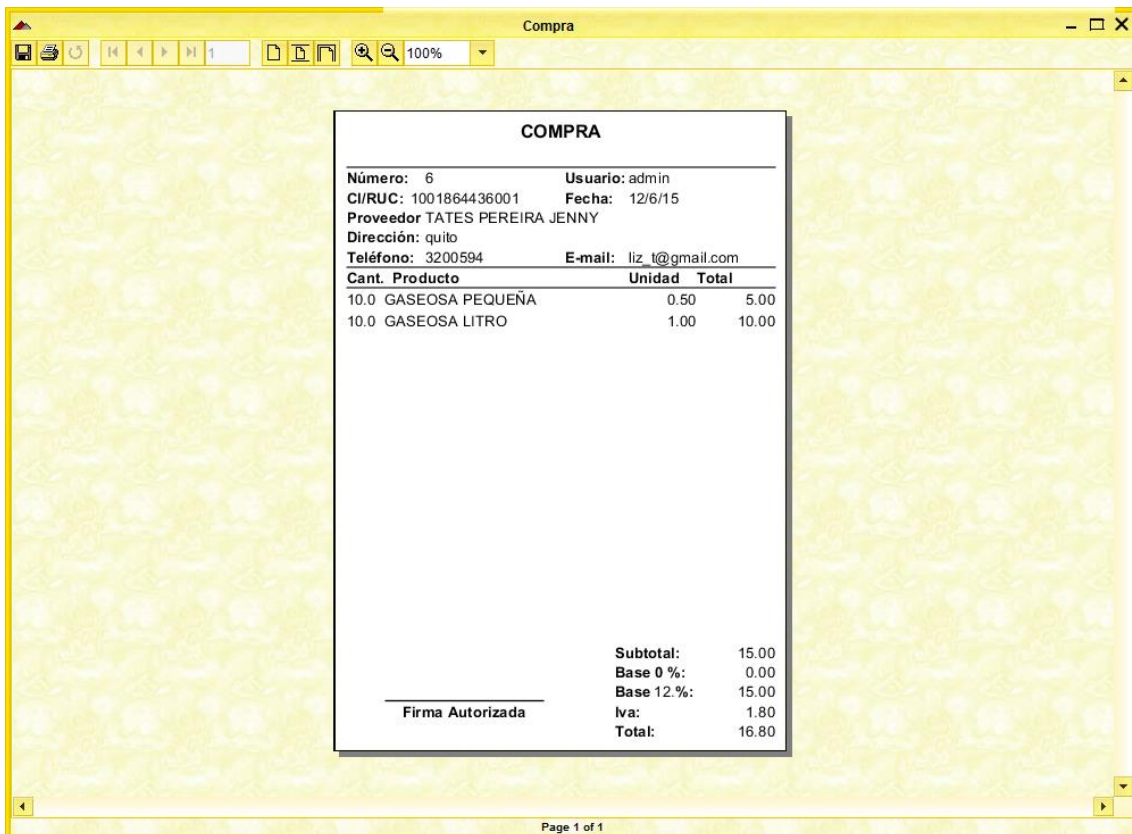 Compra
1 100%
COMPRA
Número: 6 Usuario: admin
CI/RUC: 1001864436001 Fecha: 12/6/15
Proveedor TATES PEREIRA JENNY
Dirección: quito
Teléfono: 3200594 E-mail: liz_t@gmail.com
Cant. Producto Unidad Total
10.0 GASEOSA PEQUEÑA 0.50 5.00
10.0 GASEOSA LITRO 1.00 10.00
Subtotal: 15.00
Base 0 %: 0.00
Base 12.%: 15.00
Firma Autorizada Iva: 1.80
Total: 16.80
Page 1 of 1